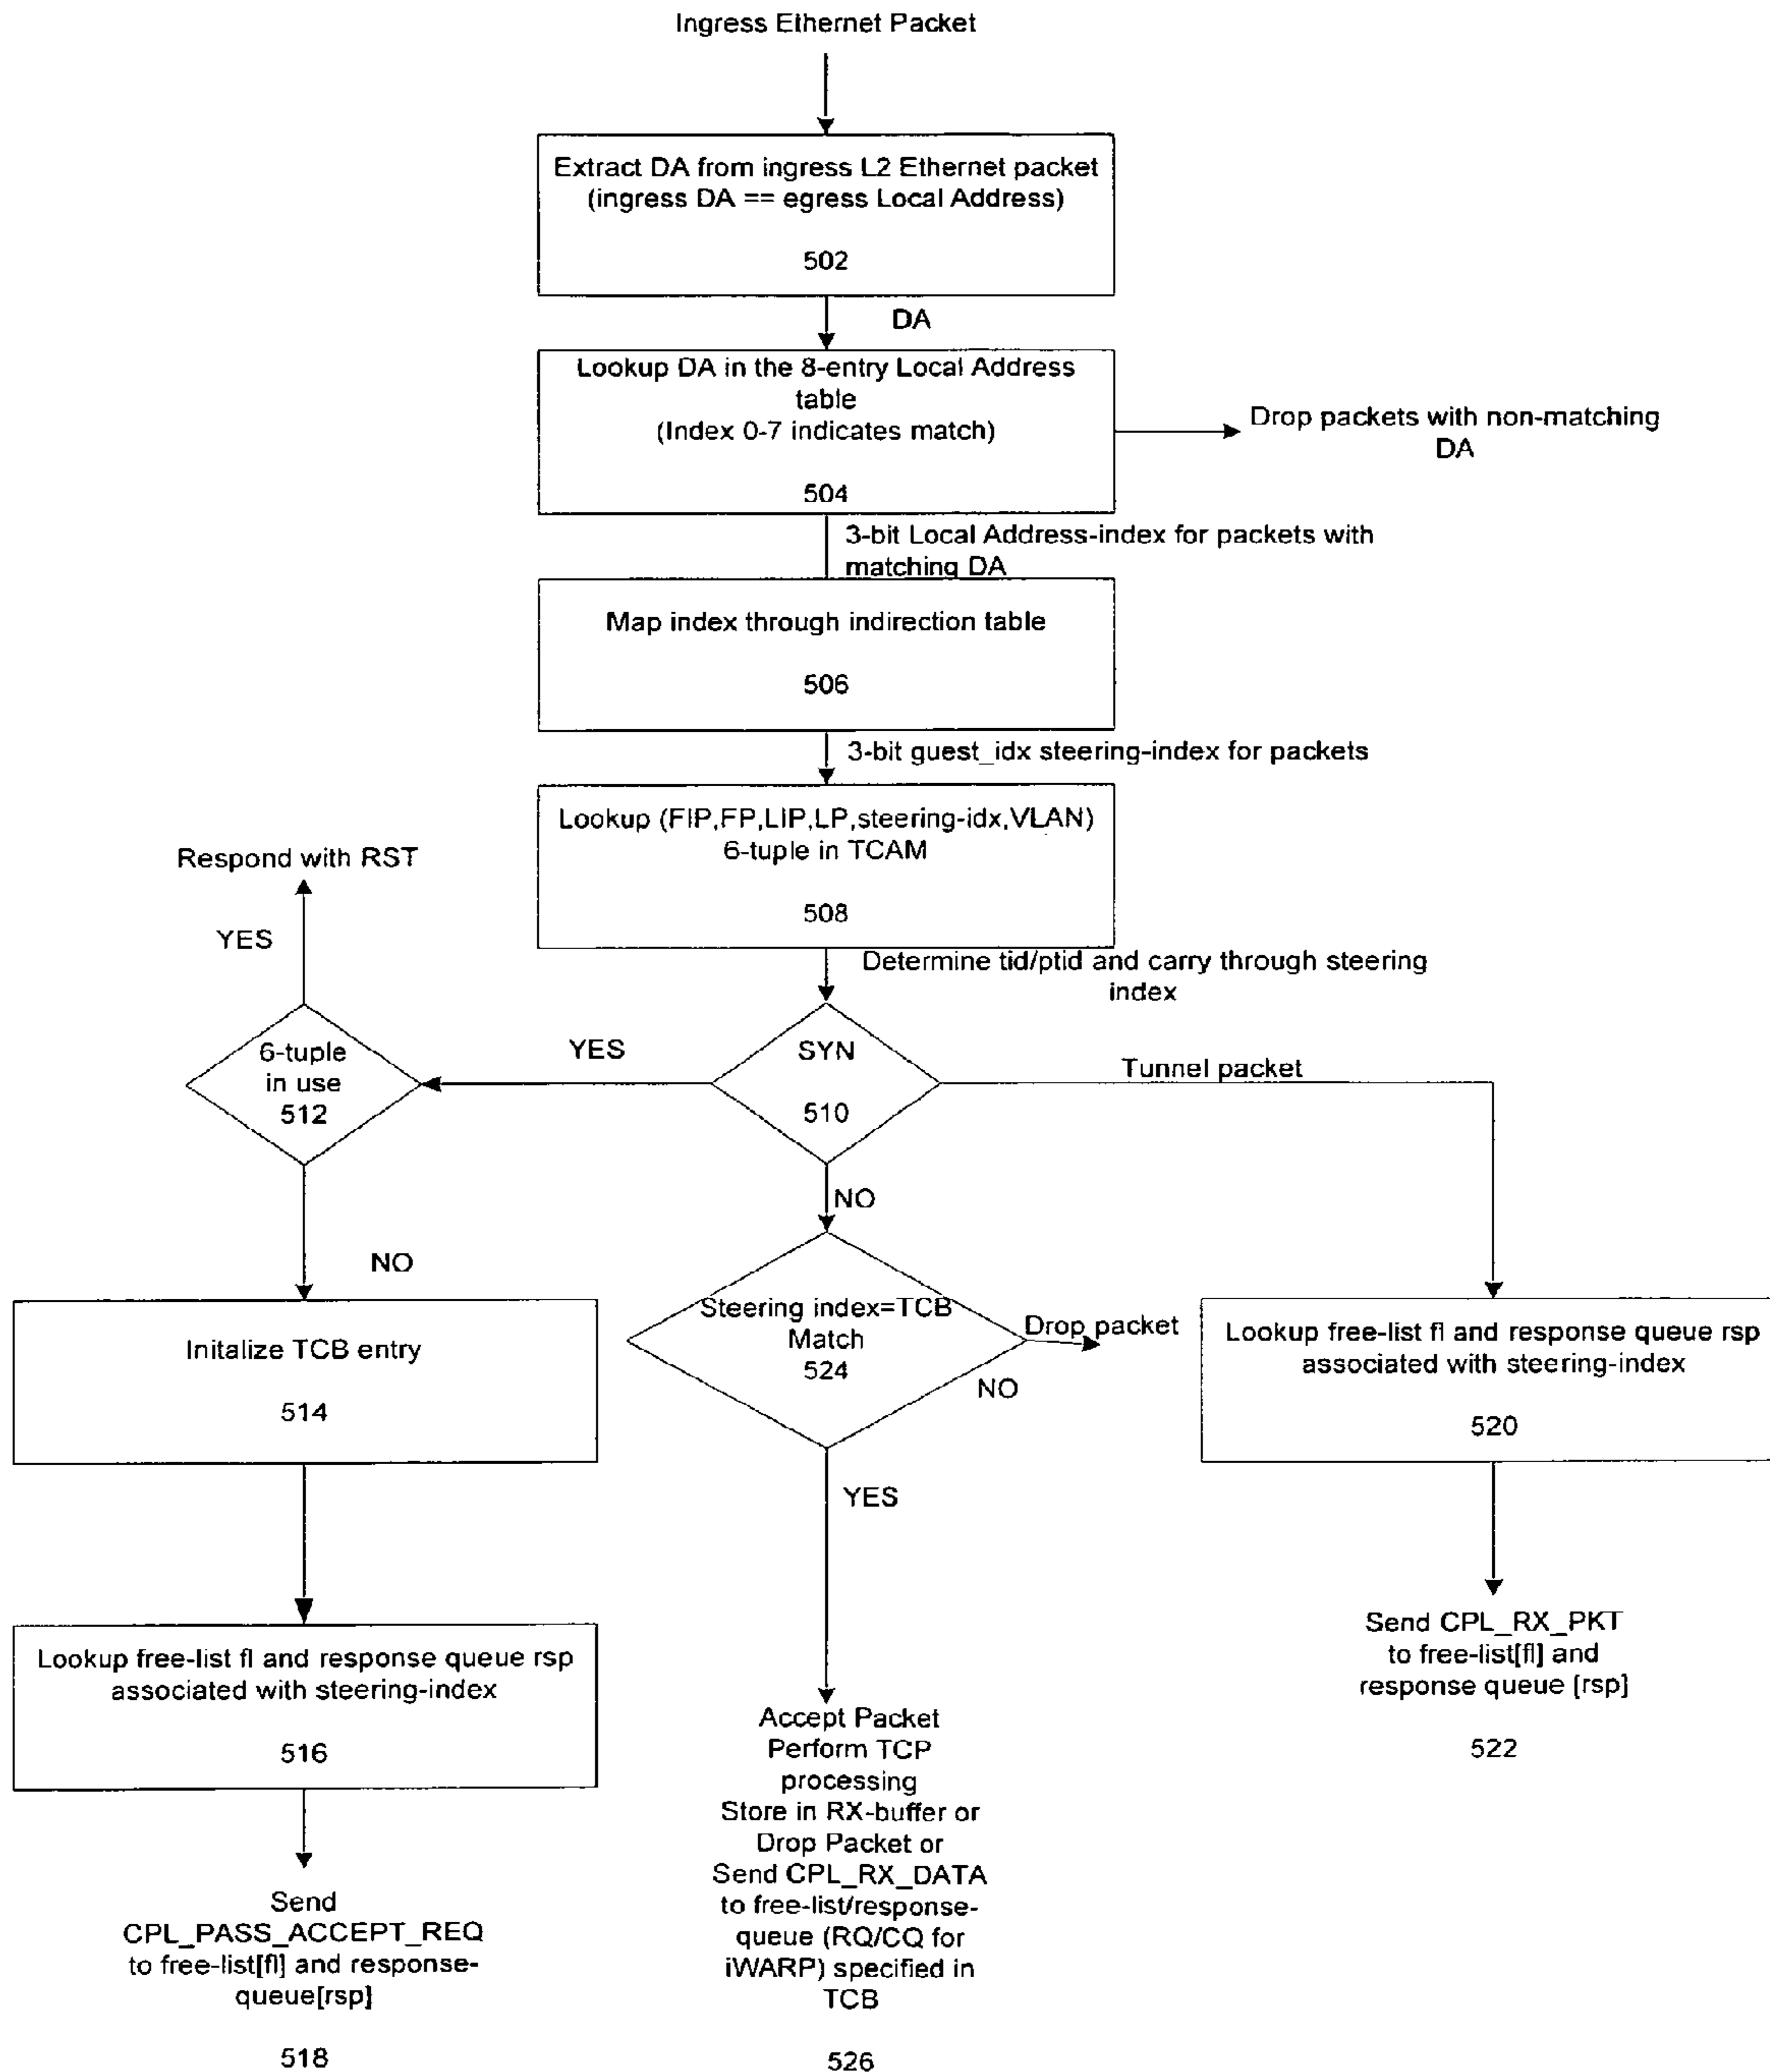 Ingress Ethernet Packet
Extract DA from ingress L2 Ethernet packet
(ingress DA == egress Local Address)
502
DA
Lookup DA in the 8-entry Local Address
table
(Index 0-7 indicates match)
504
Drop packets with non-matching
DA
3-bit Local Address-index for packets with
matching DA
Map index through indirection table
506
3-bit guest_idx steering-index for packets
Lookup (FIP,FP,LIP,LP,steering-idx,VLAN)
6-tuple in TCAM
508
Respond with RST
YES
Determine tid/ptid and carry through steering
index
6-tuple
in use
512
YES
SYN
510
Tunnel packet
NO
NO
Steering index=TCB
Match
524
Drop packet
NO
YES
Initalize TCB entry
514
Lookup free-list fl and response queue rsp
associated with steering-index
520
Lookup free-list fl and response queue rsp
associated with steering-index
516
Send CPL_RX_PKT
to free-list[fl] and
response queue [rsp]
522
Send
CPL_PASS_ACCEPT_REQ
to free-list[fl] and response-
queue[rsp]
518
Accept Packet
Perform TCP
processing
Store in RX-buffer or
Drop Packet or
Send CPL_RX_DATA
to free-list/response-
queue (RQ/CQ for
iWARP) specified in
TCB
526